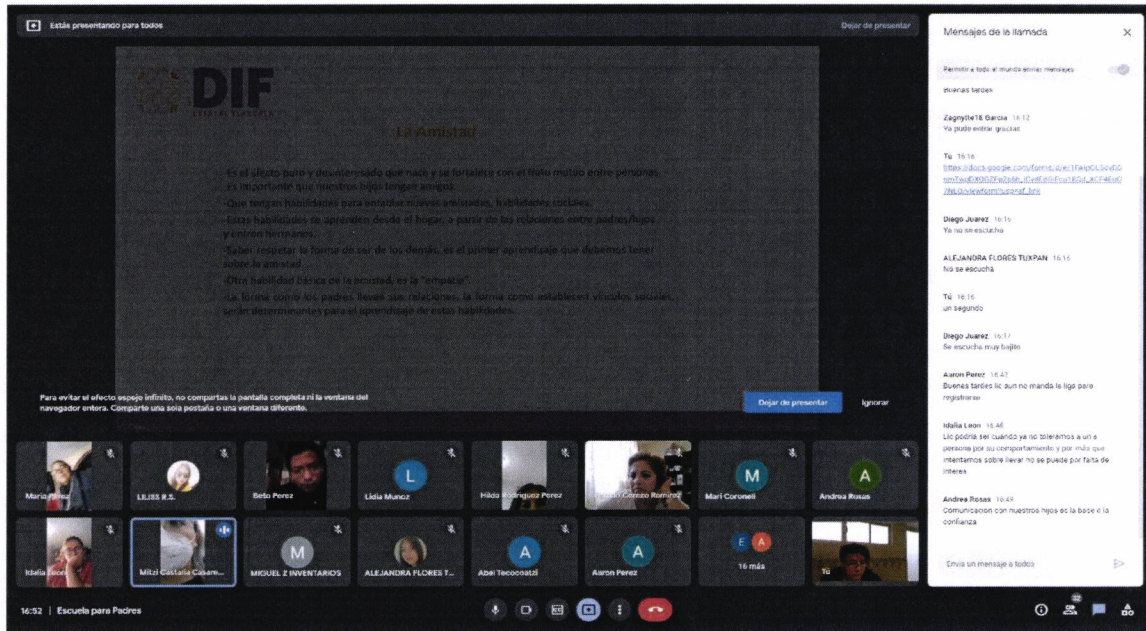 Estás presentando para todos
Dejar de presentar
DIF
ESTATAL TLAXCALA
La Amistad
-Es el afecto puro y desinteresado que nace y se fortalece con el trato mutuo entre personas.
-Es importante que nuestros hijos tengan amigos
-Que tengan habilidades para entablar nuevas amistades, habilidades sociales.
-Estas habilidades se aprenden desde el hogar, a partir de las relaciones entre padres/hijos
y entren hermanos.
-Saber respetar la forma de ser de los demás, es el primer aprendizaje que debemos tener
sobre la amistad
-Otra habilidad básica de la amistad, es la "empatía".
-La forma como los padres lleven sus relaciones, la forma como establecen vínculos sociales,
serán determinantes para el aprendizaje de estas habilidades.
Para evitar el efecto espejo infinito, no compartas la pantalla completa ni la ventana del
navegador entera. Comparte una sola pestaña o una ventana diferente.
Dejar de presentar
Ignorar
Maria Perez
LILISS R.S.
Beto Perez
L
Lidia Munoz
Hilda Rodriguez Perez
Corozo Ramirez
M
Mari Coronell
A
Andrea Rosas
Idalia Leon
Mitzi Castalia Casare...
M
MIGUEL Z INVENTARIOS
ALEJANDRA FLORES T...
A
Abel Tecocoatzi
A
Aaron Perez
E A
16 más
Tú
16:52 | Escuela para Padres
32
Mensajes de la llamada
Permitir a todo el mundo enviar mensajes
Buenas tardes
Zagnytte16 Garcia 16:12
Ya pude entrar gracias
Tú 16:16
Diego Juarez 16:16
Ya no se escucha
ALEJANDRA FLORES TUXPAN 16:16
No se escucha
Tú 16:16
un segundo
Diego Juarez 16:17
Se escucha muy bajito
Aaron Perez 16:43
Buenas tardes lic aun no manda la liga pero
registrarse
Idalia Leon 16:46
Lic podria ser cuando ya no toleramos a un a
persona por su comportamiento y por más que
intentamos sobre llevar no se puede por falta de
interes
Andrea Rosas 16:49
Comunicacion con nuestros hijos es la base d la
confianza
Envía un mensaje a todos